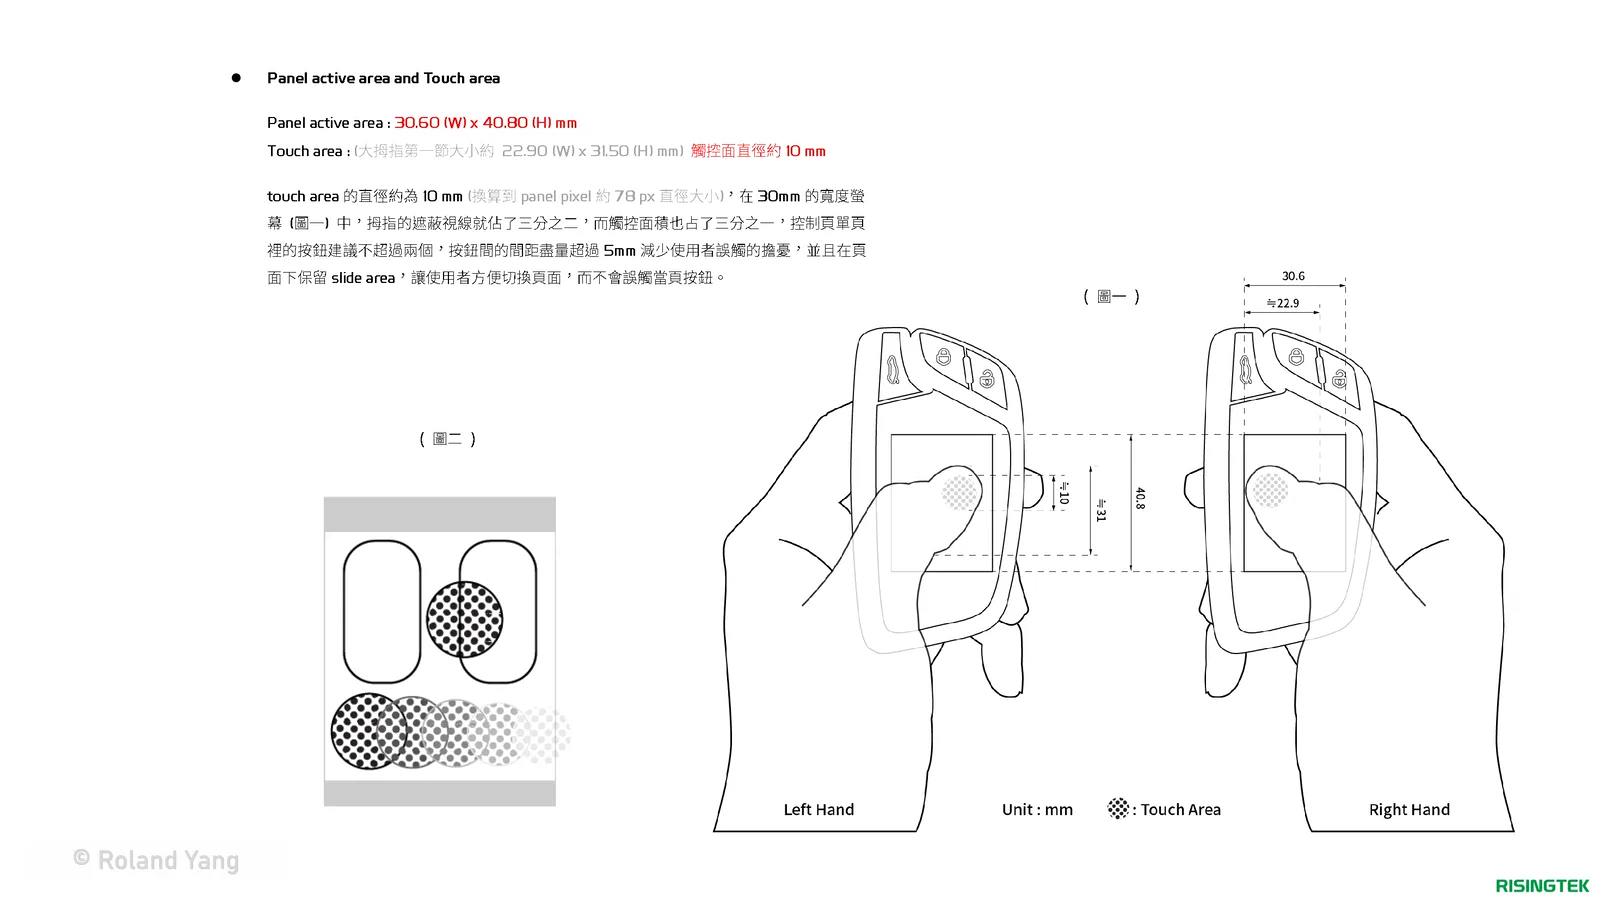 ● Panel active area and Touch area
Panel active area : 30.60 (W) x 40.80 (H) mm
Touch area : (大拇指第一節大小約 22.90 (W) x 31.50 (H) mm) 觸控面直徑約 10 mm
touch area 的直徑約為 10 mm (換算到 panel pixel 約 78 px 直徑大小)，在 30mm 的寬度螢
幕 (圖一) 中，拇指的遮蔽視線就佔了三分之二，而觸控面積也占了三分之一，控制頁單頁
裡的按鈕建議不超過兩個，按鈕間的間距盡量超過 5mm 減少使用者誤觸的擔憂，並且在頁
面下保留 slide area，讓使用者方便切換頁面，而不會誤觸當頁按鈕。
( 圖一 )
30.6
≒22.9
( 圖二 )
≒10
≒31
40.8
Left Hand
Unit : mm
: Touch Area
Right Hand
© Roland Yang
RISINGTEK